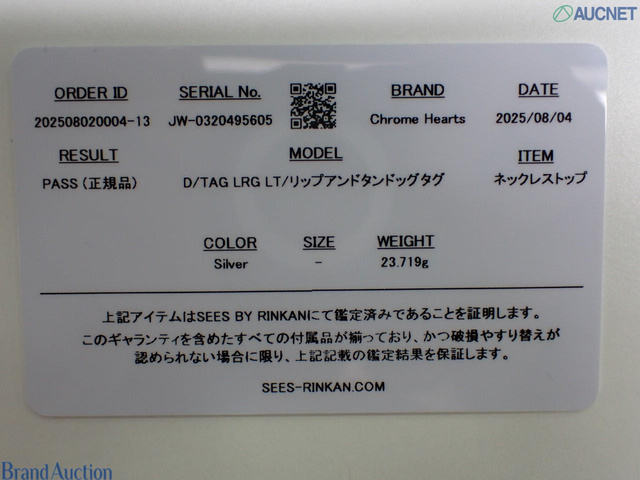 AUCNET
ORDER ID SERIAL No. BRAND DATE
202508020004-13 JW-0320495605 Chrome Hearts 2025/08/04
RESULT MODEL ITEM
PASS（正規品） D/TAG LRG LT/リップアンドタンドッグタグ ネックレストップ
COLOR SIZE WEIGHT
Silver - 23.719g
上記アイテムはSEES BY RINKANにて鑑定済みであることを証明します。
このギャランティを含めたすべての付属品が揃っており、かつ破損やすり替えが
認められない場合に限り、上記記載の鑑定結果を保証します。
SEES-RINKAN.COM
Brand Auction